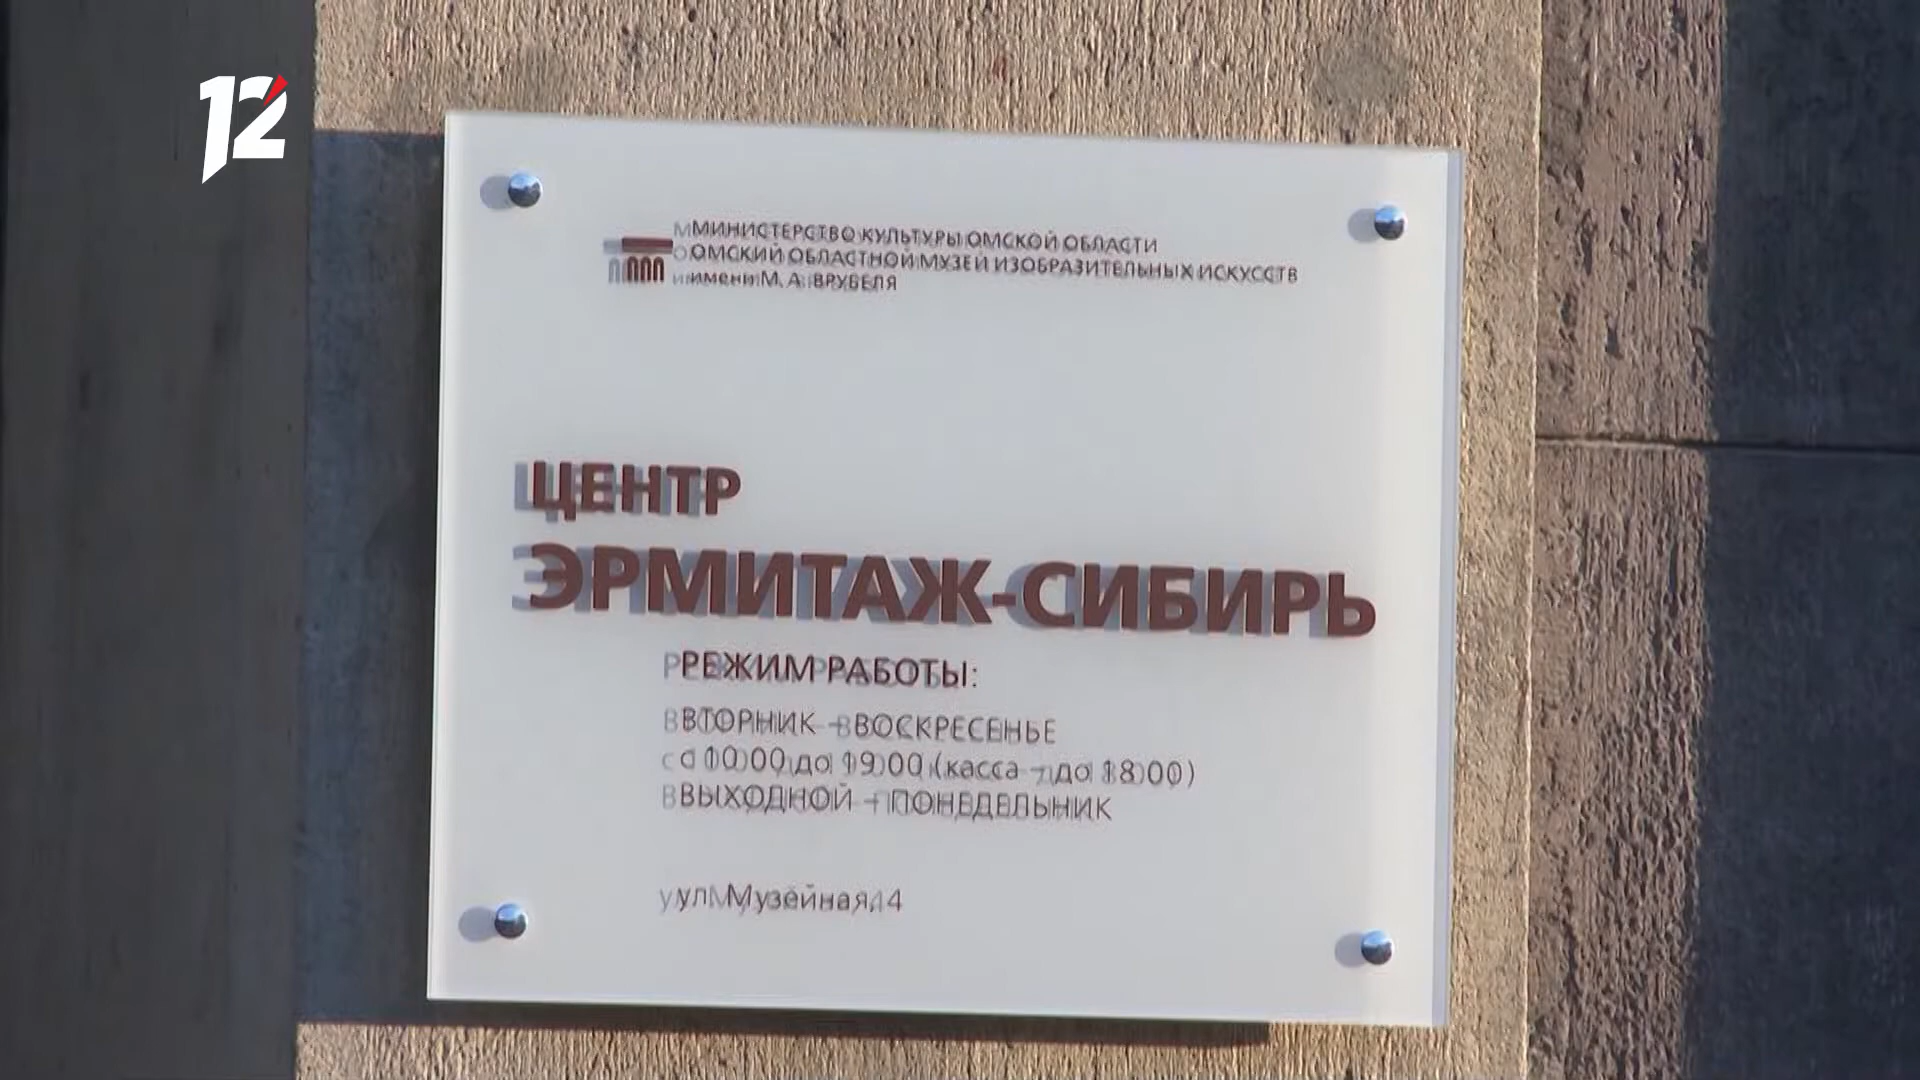 12
МИНИСТЕРСТВО КУЛЬТУРЫ ОМСКОЙ ОБЛАСТИ
ОМСКИЙ ОБЛАСТНОЙ МУЗЕЙ ИЗОБРАЗИТЕЛЬНЫХ ИСКУССТВ
имени М. А. ВРУБЕЛЯ
ЦЕНТР
ЭРМИТАЖ-СИБИРЬ
РЕЖИМ РАБОТЫ:
ВТОРНИК - ВОСКРЕСЕНЬЕ
с 10.00 до 19.00 (касса - до 18.00)
ВЫХОДНОЙ - ПОНЕДЕЛЬНИК
ул. Музейная, 4